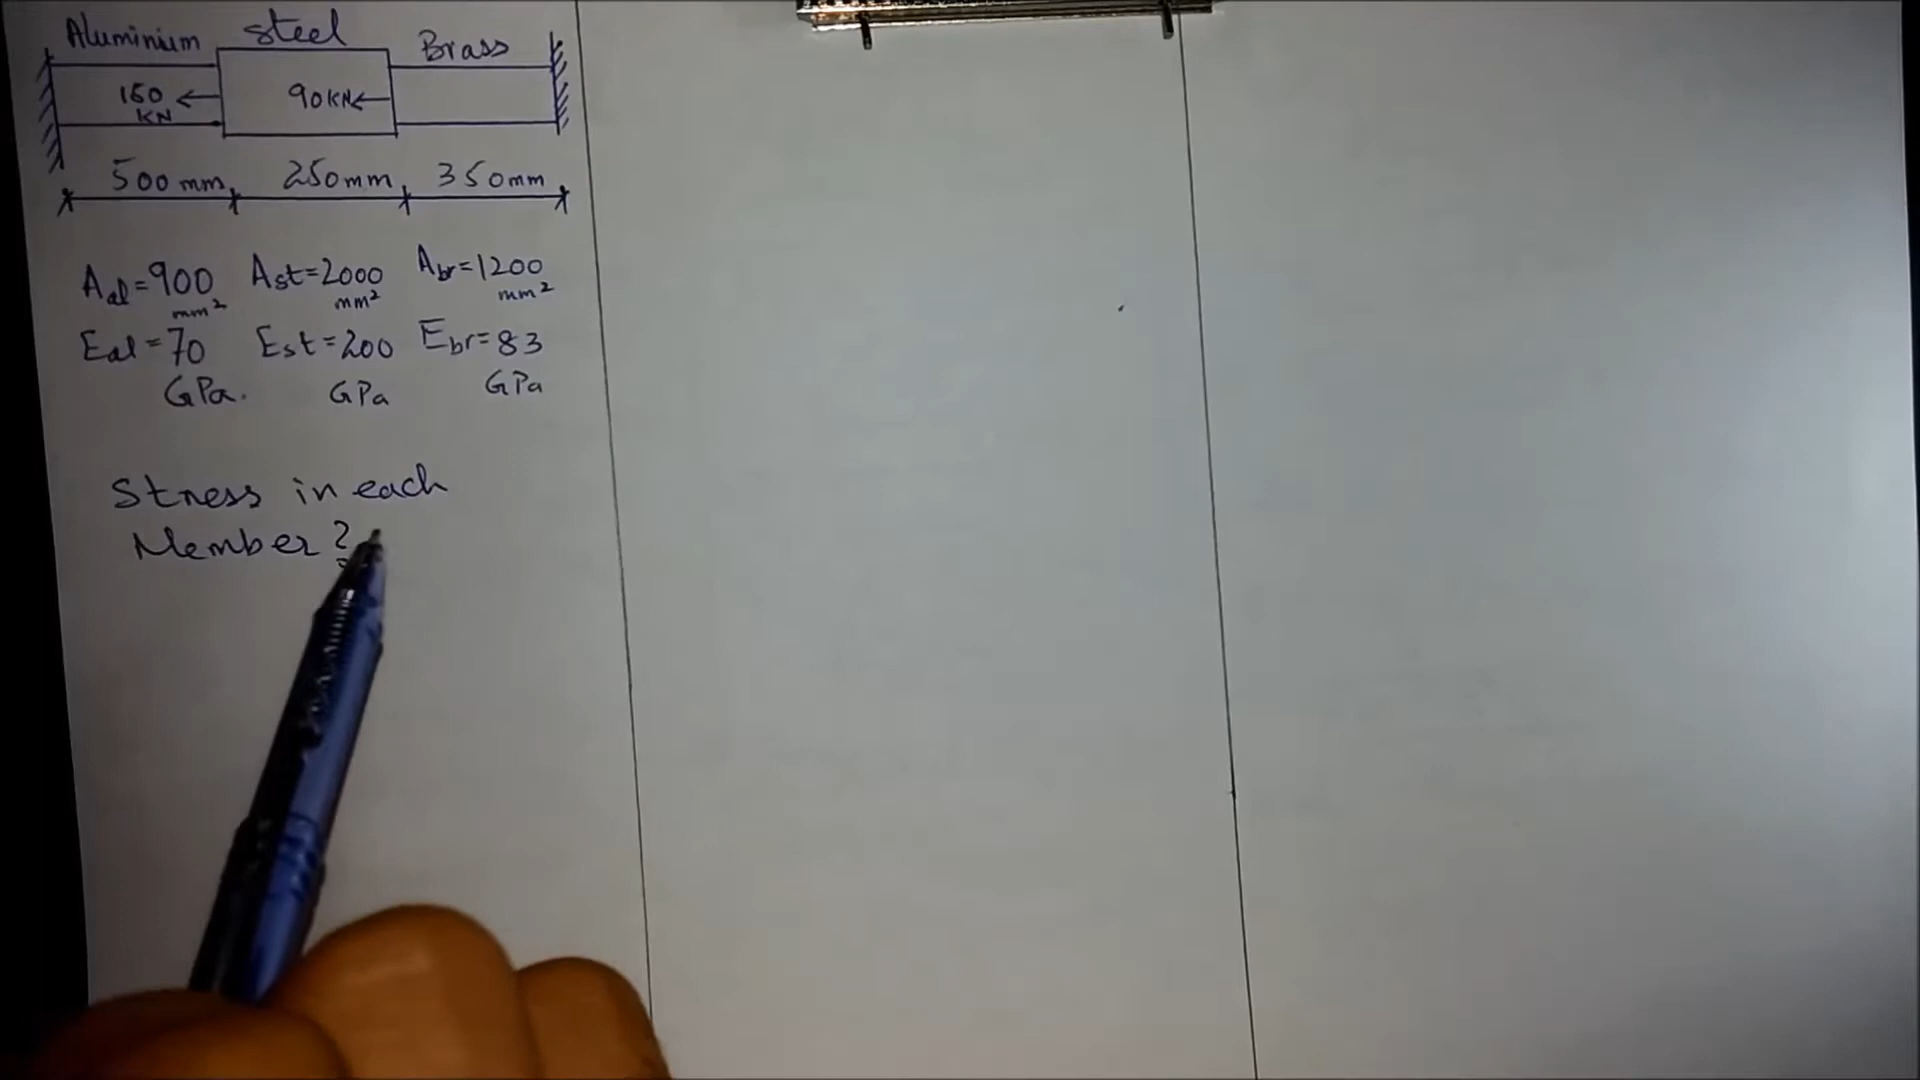 Aluminium steel Brass
160 KN 90KN
500 mm 250mm 350mm
Aal=900 mm² Ast=2000 mm² Abr=1200 mm²
Eal=70 GPa. Est=200 GPa Ebr=83 GPa
Stress in each
Member ?